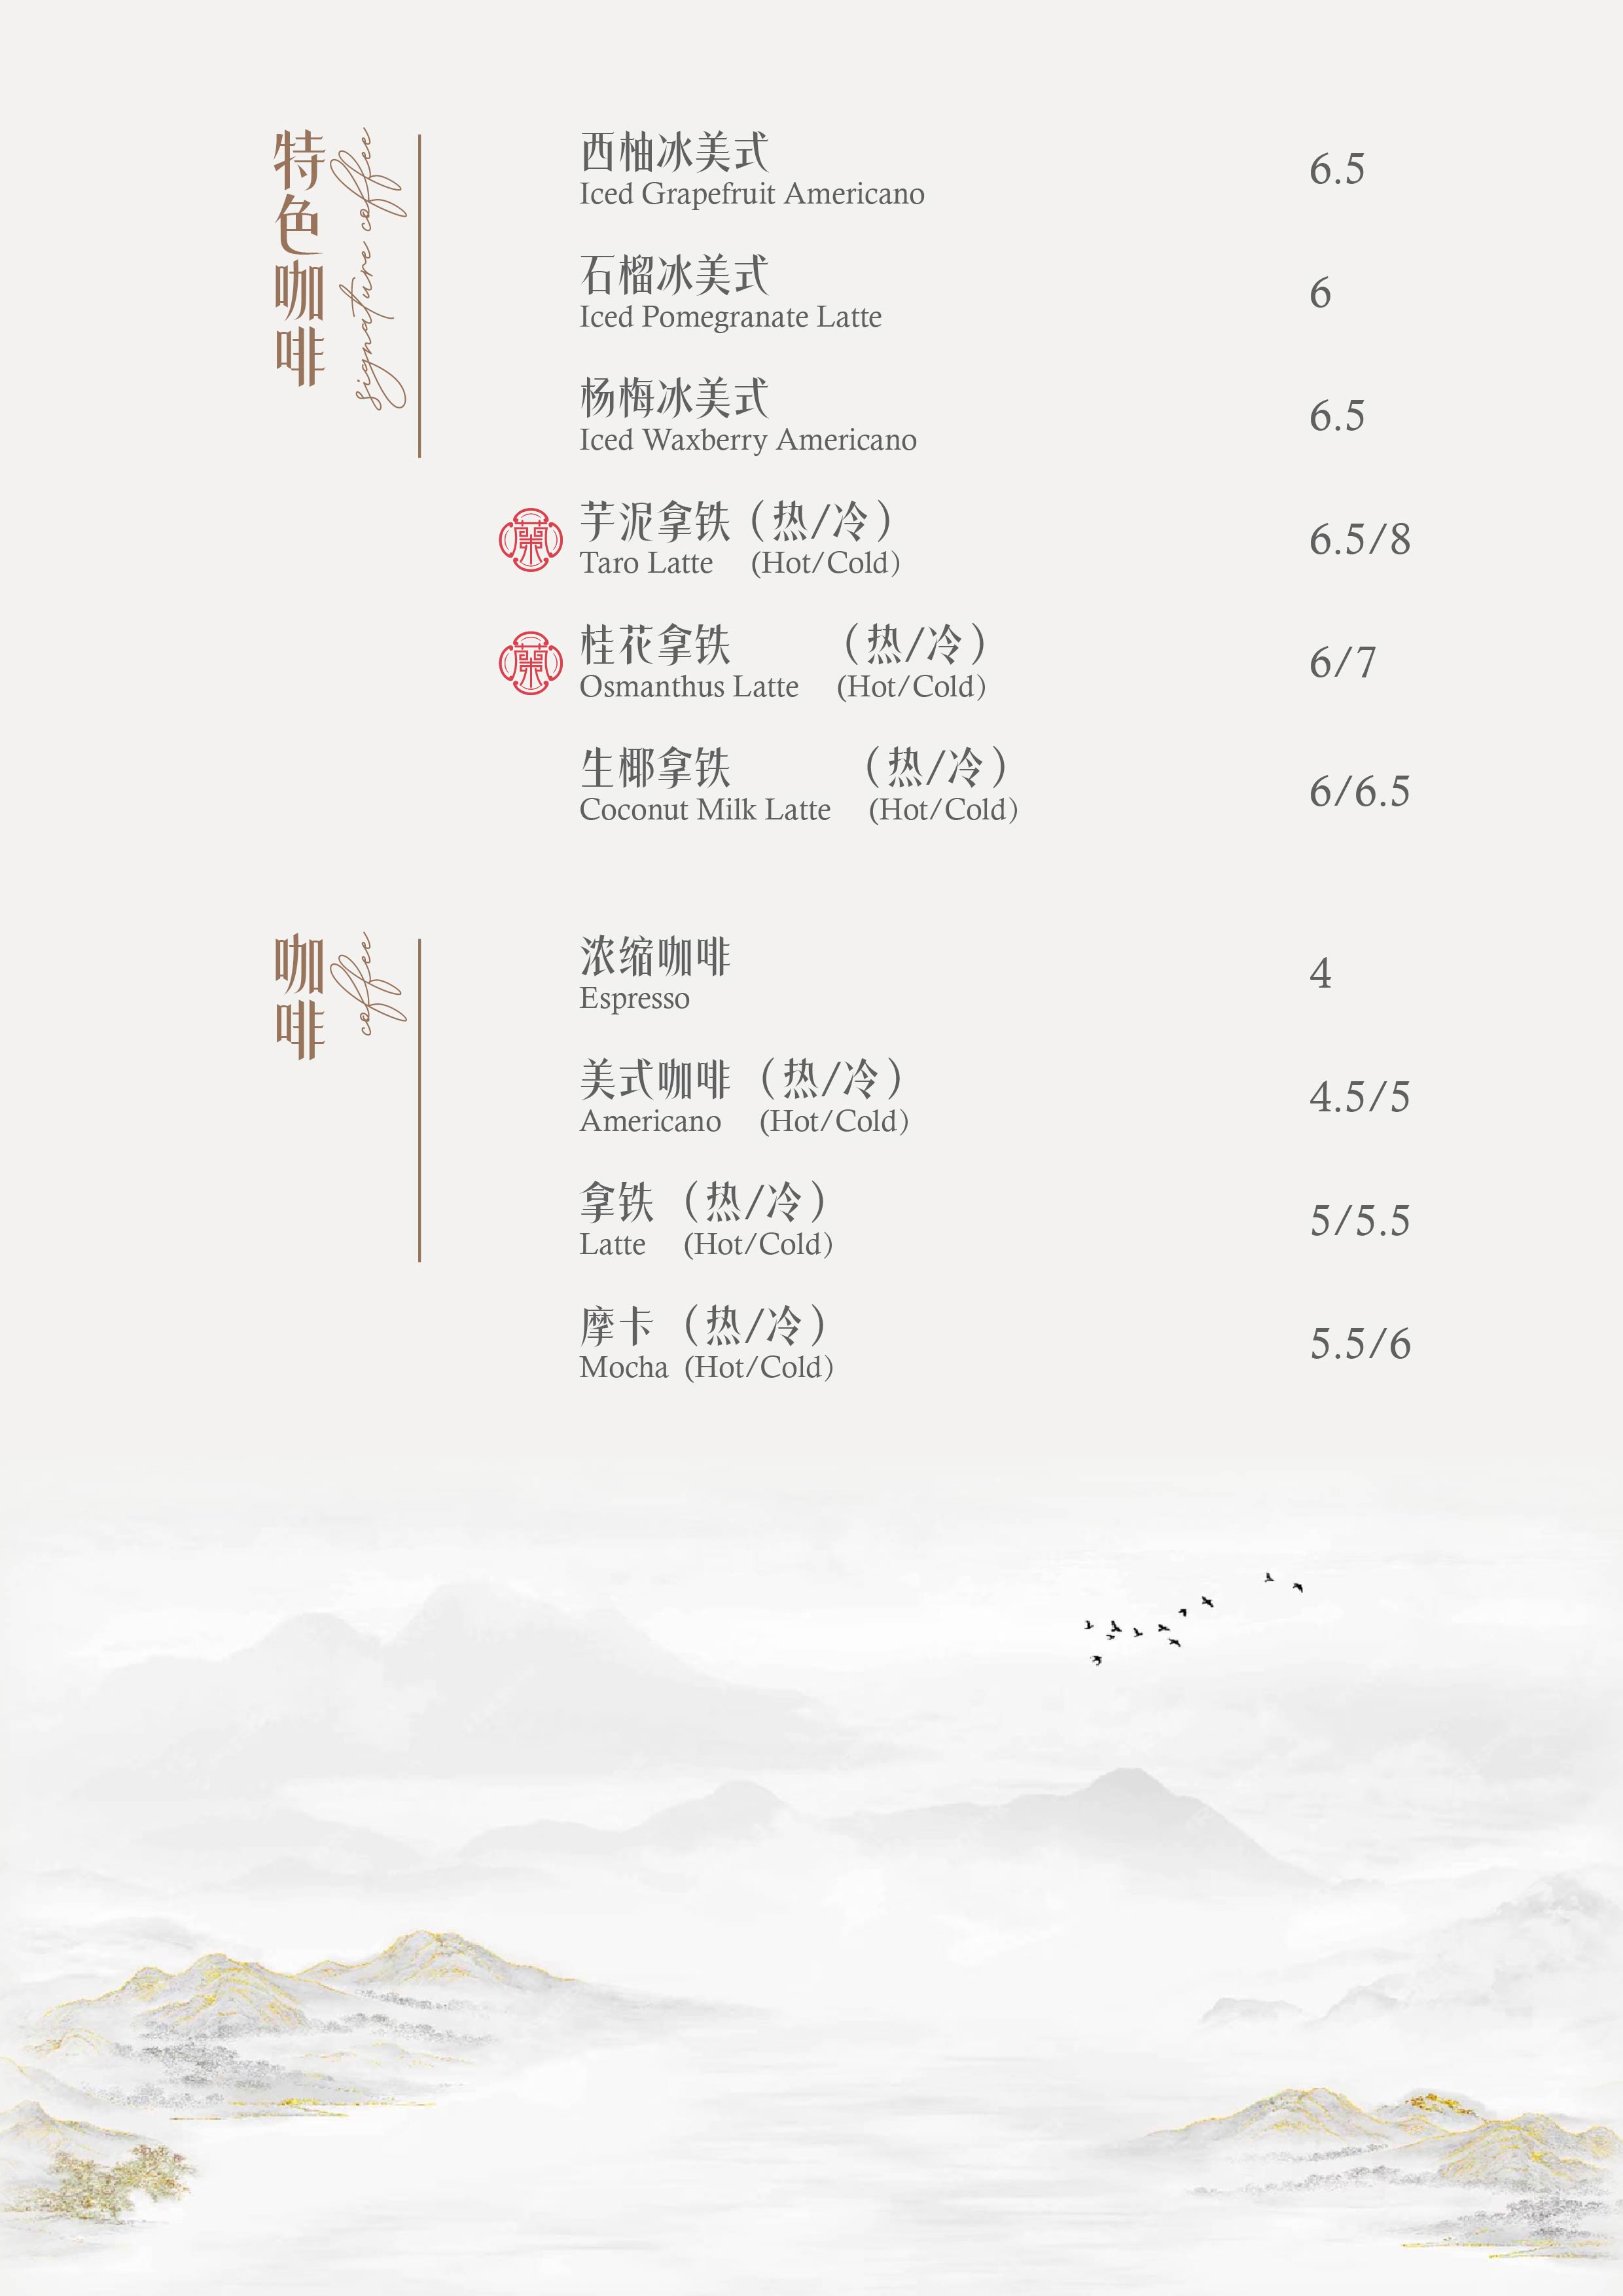 特色咖啡
signature coffee
西柚冰美式
Iced Grapefruit Americano
6.5
石榴冰美式
Iced Pomegranate Latte
6
杨梅冰美式
Iced Waxberry Americano
6.5
芋泥拿铁（热/冷）
Taro Latte (Hot/Cold)
6.5/8
桂花拿铁 （热/冷）
Osmanthus Latte (Hot/Cold)
6/7
生椰拿铁 （热/冷）
Coconut Milk Latte (Hot/Cold)
6/6.5
咖啡
coffee
浓缩咖啡
Espresso
4
美式咖啡（热/冷）
Americano (Hot/Cold)
4.5/5
拿铁（热/冷）
Latte (Hot/Cold)
5/5.5
摩卡（热/冷）
Mocha (Hot/Cold)
5.5/6